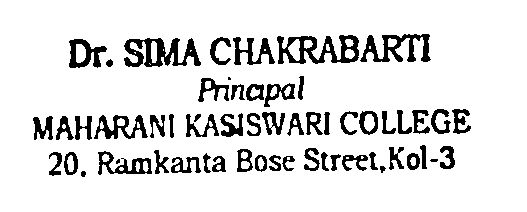 Dr. SIMA CHAKRABARTI
Principal
MAHARANI KASISWARI COLLEGE
20, Ramkanta Bose Street,Kol-3